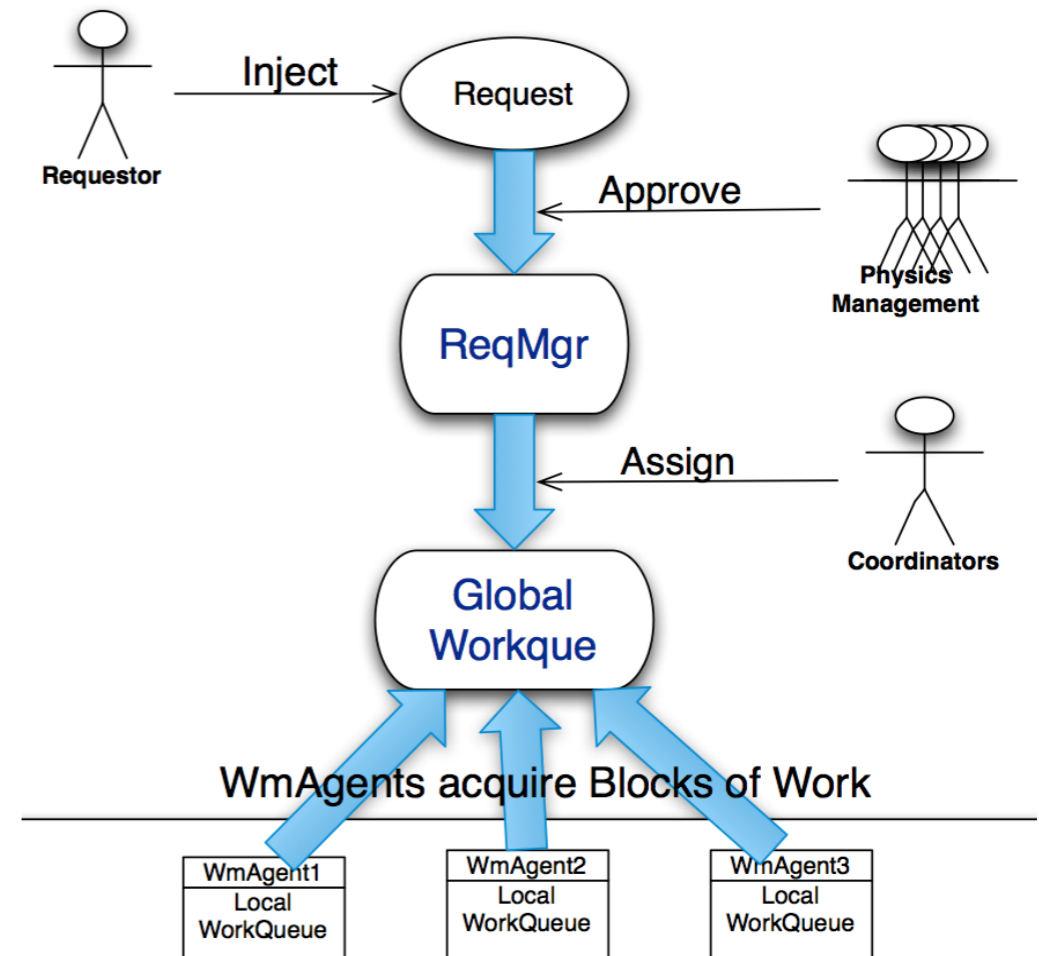 Inject
Request
Requestor
Approve
Physics
Management
ReqMgr
Assign
Coordinators
Global
Workque
WmAgents acquire Blocks of Work
WmAgent1
Local
WorkQueue
WmAgent2
Local
WorkQueue
WmAgent3
Local
WorkQueue